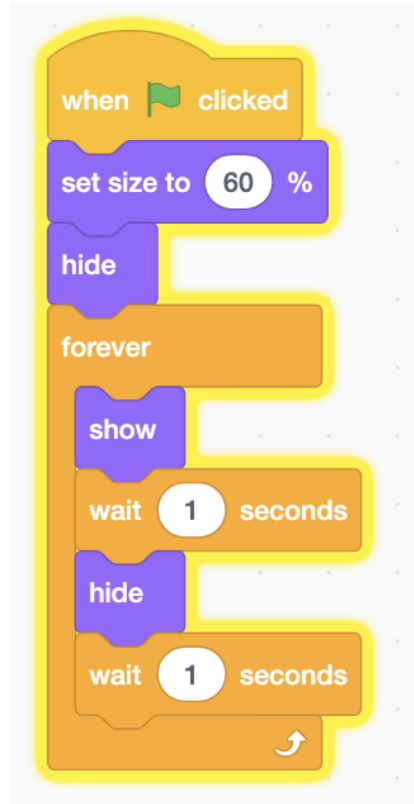 when clicked
set size to 60 %
hide
forever
show
wait 1 seconds
hide
wait 1 seconds